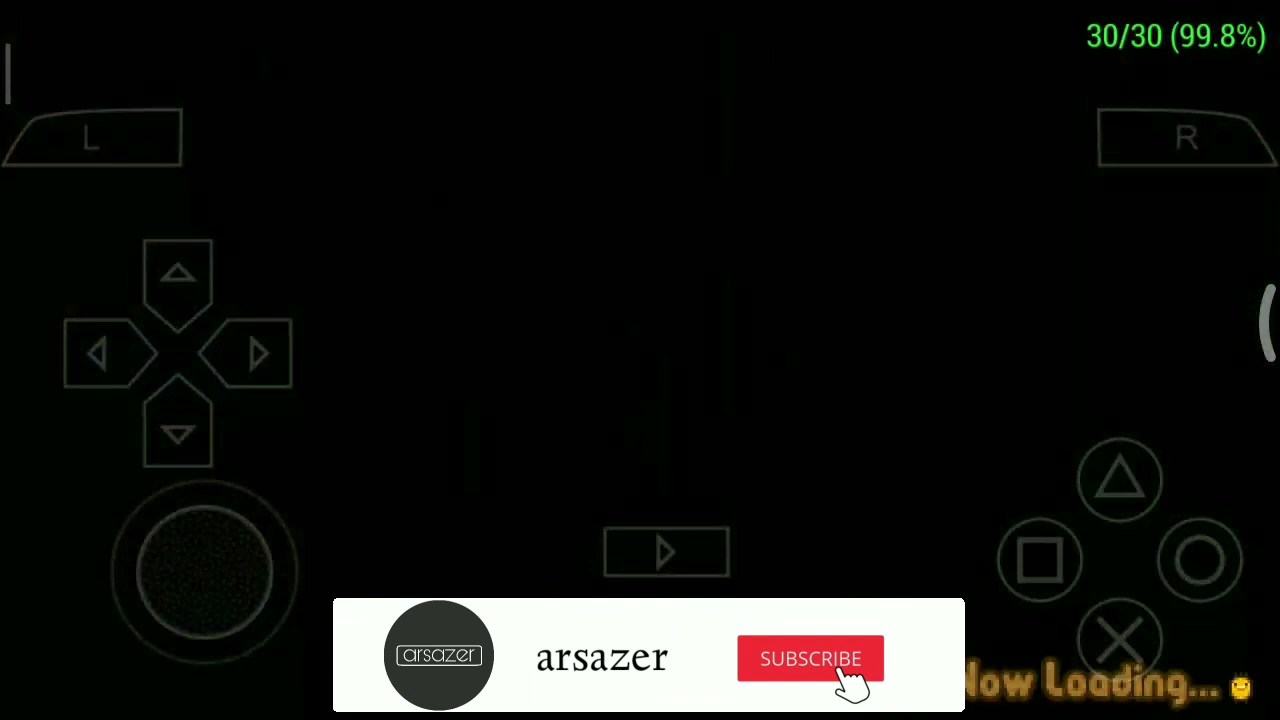 30/30 (99.8%)
L
R
arsazer
arsazer
SUBSCRIBE
Now Loading...